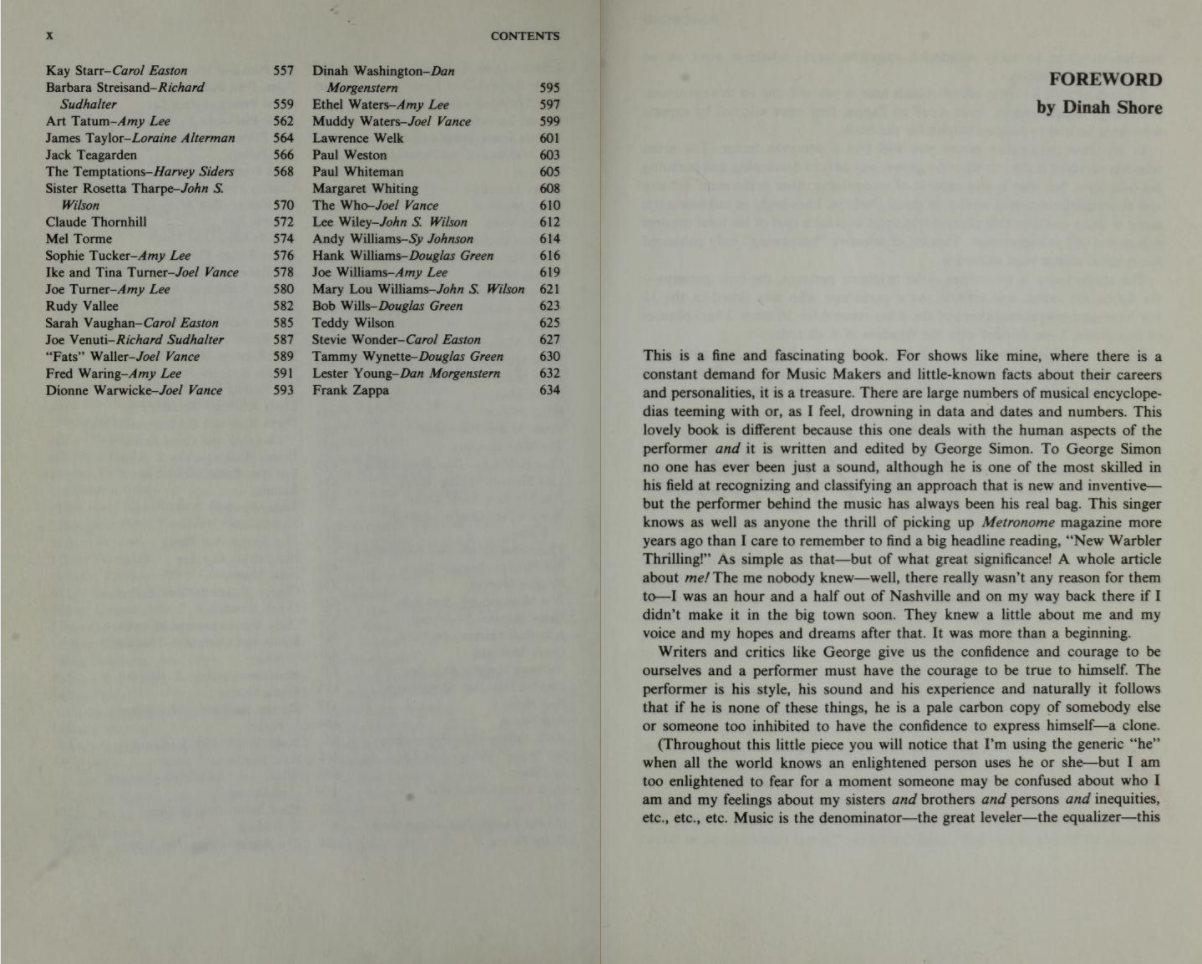 x CONTENTS
Kay Starr–Carol Easton 557
Barbara Streisand–Richard
Sudhalter 559
Art Tatum–Amy Lee 562
James Taylor–Loraine Alterman 564
Jack Teagarden 566
The Temptations–Harvey Siders 568
Sister Rosetta Tharpe–John S.
Wilson 570
Claude Thornhill 572
Mel Torme 574
Sophie Tucker–Amy Lee 576
Ike and Tina Turner–Joel Vance 578
Joe Turner–Amy Lee 580
Rudy Vallee 582
Sarah Vaughan–Carol Easton 585
Joe Venuti–Richard Sudhalter 587
"Fats" Waller–Joel Vance 589
Fred Waring–Amy Lee 591
Dionne Warwicke–Joel Vance 593
Dinah Washington–Dan
Morgenstern 595
Ethel Waters–Amy Lee 597
Muddy Waters–Joel Vance 599
Lawrence Welk 601
Paul Weston 603
Paul Whiteman 605
Margaret Whiting 608
The Who–Joel Vance 610
Lee Wiley–John S. Wilson 612
Andy Williams–Sy Johnson 614
Hank Williams–Douglas Green 616
Joe Williams–Amy Lee 619
Mary Lou Williams–John S. Wilson 621
Bob Wills–Douglas Green 623
Teddy Wilson 625
Stevie Wonder–Carol Easton 627
Tammy Wynette–Douglas Green 630
Lester Young–Dan Morgenstern 632
Frank Zappa 634
FOREWORD
by Dinah Shore
This is a fine and fascinating book. For shows like mine, where there is a
constant demand for Music Makers and little-known facts about their careers
and personalities, it is a treasure. There are large numbers of musical encyclope-
dias teeming with or, as I feel, drowning in data and dates and numbers. This
lovely book is different because this one deals with the human aspects of the
performer and it is written and edited by George Simon. To George Simon
no one has ever been just a sound, although he is one of the most skilled in
his field at recognizing and classifying an approach that is new and inventive—
but the performer behind the music has always been his real bag. This singer
knows as well as anyone the thrill of picking up Metronome magazine more
years ago than I care to remember to find a big headline reading, "New Warbler
Thrilling!" As simple as that—but of what great significance! A whole article
about me! The me nobody knew—well, there really wasn't any reason for them
to—I was an hour and a half out of Nashville and on my way back there if I
didn't make it in the big town soon. They knew a little about me and my
voice and my hopes and dreams after that. It was more than a beginning.
Writers and critics like George give us the confidence and courage to be
ourselves and a performer must have the courage to be true to himself. The
performer is his style, his sound and his experience and naturally it follows
that if he is none of these things, he is a pale carbon copy of somebody else
or someone too inhibited to have the confidence to express himself—a clone.
(Throughout this little piece you will notice that I'm using the generic "he"
when all the world knows an enlightened person uses he or she—but I am
too enlightened to fear for a moment someone may be confused about who I
am and my feelings about my sisters and brothers and persons and inequities,
etc., etc., etc. Music is the denominator—the great leveler—the equalizer—this